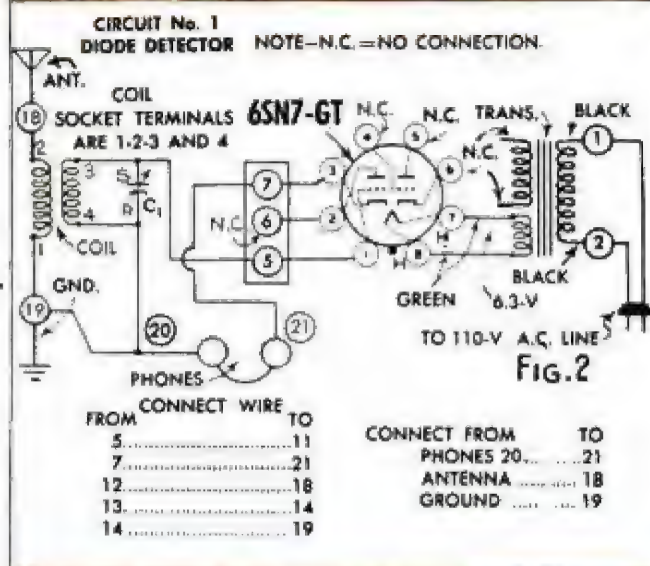 CIRCUIT No. 1
DIODE DETECTOR NOTE–N.C.=NO CONNECTION.
ANT.
COIL
SOCKET TERMINALS
ARE 1-2-3 AND 4
6SN7-GT
N.C.
N.C.
TRANS.
BLACK
N.C.
18
2
3
S
R
C1
4
1
COIL
7
N.C. 6
5
4
5
3
6
2
7
1
8
H
H
1
2
GREEN
6.3-V
BLACK
GND.
19
20
21
PHONES
TO 110-V A.C. LINE
FIG.2
CONNECT WIRE
FROM TO
5 ........ 11
7 ........ 21
12 ........ 18
13 ........ 14
14 ........ 19
CONNECT FROM TO
PHONES 20 ........ 21
ANTENNA ........ 18
GROUND ........ 19